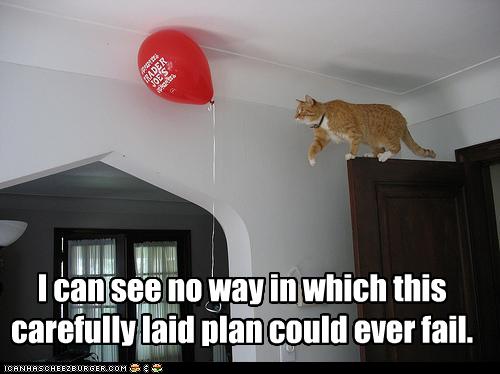 TRADER
JOE'S
I can see no way in which this
carefully laid plan could ever fail.
ICANHASCHEEZBURGER.COM